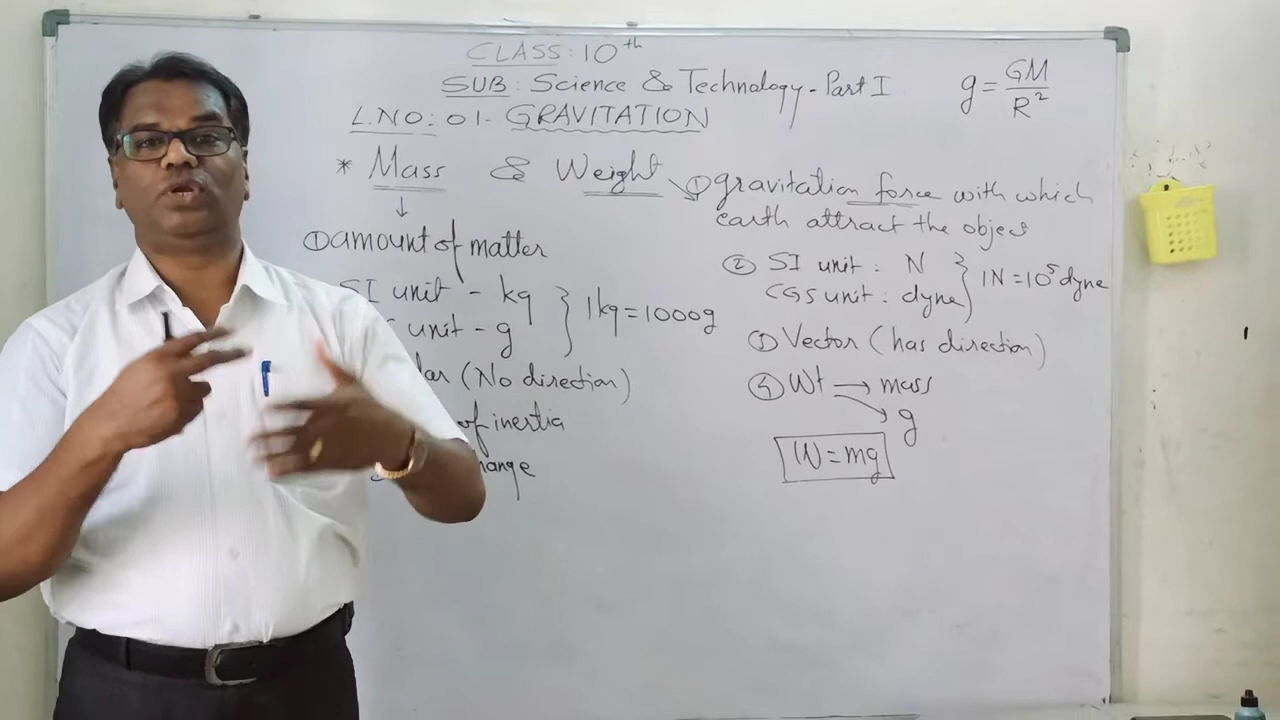 CLASS: 10th
SUB: Science & Technology - Part I
g = GM/R²
L.NO: 01 - GRAVITATION
* Mass & Weight
↓
① amount of matter
SI unit - kg
unit - g
} 1kg = 1000g
(No direction)
of inertia
↘ ① gravitation force with which
earth attract the object
② SI unit : N
CGS unit : dyne
} 1N = 10⁵ dyne
Vector (has direction)
④ Wt → mass
↘ g
W = mg